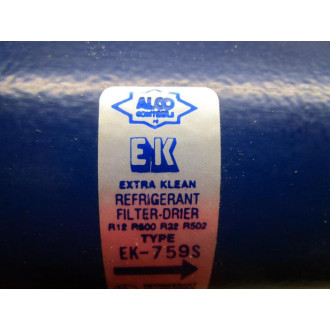 ALCO
CONTROLS
EK
EXTRA KLEAN
REFRIGERANT
FILTER-DRIER
R12 R500 R22 R502
TYPE
EK-759S